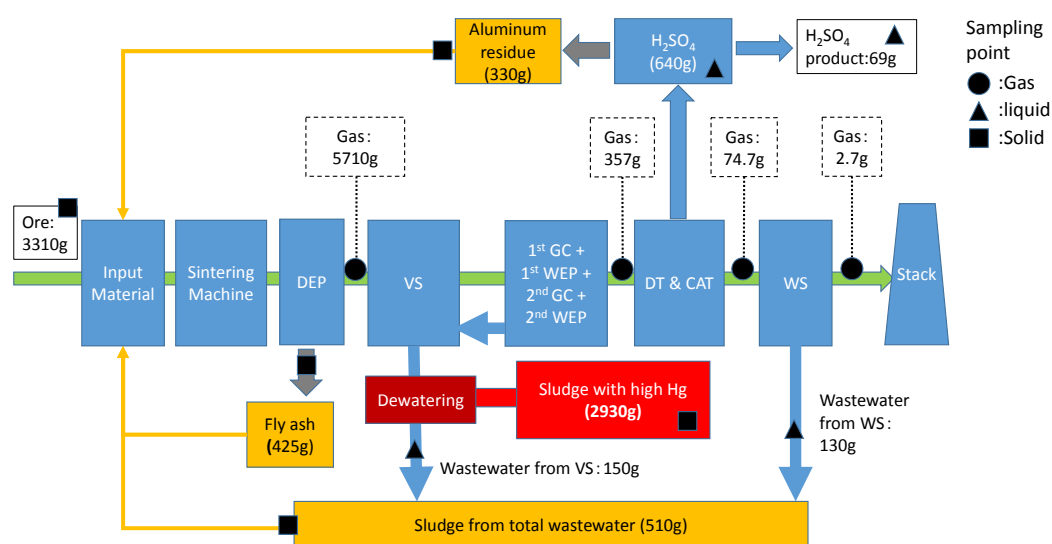 Aluminum
residue
(330g)
H₂SO₄
(640g)
H₂SO₄
product:69g
Sampling
point
:Gas
:liquid
:Solid
Gas:
5710g
Gas:
357g
Gas:
74.7g
Gas:
2.7g
Ore:
3310g
Input
Material
Sintering
Machine
DEP
VS
1st GC +
1st WEP +
2nd GC +
2nd WEP
DT & CAT
WS
Stack
Dewatering
Sludge with high Hg
(2930g)
Fly ash
(425g)
Wastewater
from WS:
130g
Wastewater from VS: 150g
Sludge from total wastewater (510g)